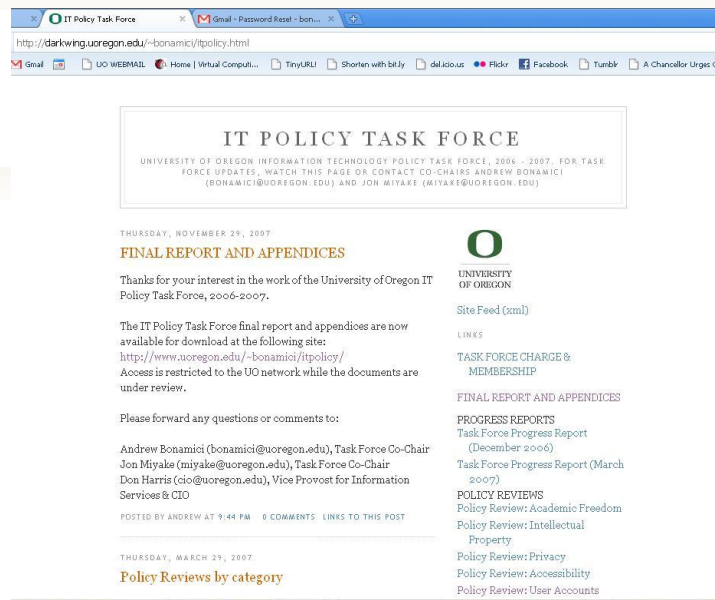 IT Policy Task Force
Gmail - Password Reset - bon...
http://darkwing.uoregon.edu/~bonamici/itpolicy.html
Gmail
UO WEBMAIL
Home | Virtual Computi...
TinyURL!
Shorten with bit.ly
del.icio.us
Flickr
Facebook
Tumblr
A Chancellor Urges
IT POLICY TASK FORCE
UNIVERSITY OF OREGON INFORMATION TECHNOLOGY POLICY TASK FORCE, 2006 - 2007. FOR TASK
FORCE UPDATES, WATCH THIS PAGE OR CONTACT CO-CHAIRS ANDREW BONAMICI
(BONAMICI@UOREGON.EDU) AND JON MIYAKE (MIYAKE@UOREGON.EDU)
THURSDAY, NOVEMBER 29, 2007
FINAL REPORT AND APPENDICES
Thanks for your interest in the work of the University of Oregon IT
Policy Task Force, 2006-2007.
The IT Policy Task Force final report and appendices are now
available for download at the following site:
http://www.uoregon.edu/~bonamici/itpolicy/
Access is restricted to the UO network while the documents are
under review.
Please forward any questions or comments to:
Andrew Bonamici (bonamici@uoregon.edu), Task Force Co-Chair
Jon Miyake (miyake@uoregon.edu), Task Force Co-Chair
Don Harris (cio@uoregon.edu), Vice Provost for Information
Services & CIO
POSTED BY ANDREW AT 9:44 PM 0 COMMENTS LINKS TO THIS POST
THURSDAY, MARCH 29, 2007
Policy Reviews by category
O
UNIVERSITY
OF OREGON
Site Feed (xml)
LINKS
TASK FORCE CHARGE &
MEMBERSHIP
FINAL REPORT AND APPENDICES
PROGRESS REPORTS
Task Force Progress Report
(December 2006)
Task Force Progress Report (March
2007)
POLICY REVIEWS
Policy Review: Academic Freedom
Policy Review: Intellectual
Property
Policy Review: Privacy
Policy Review: Accessibility
Policy Review: User Accounts